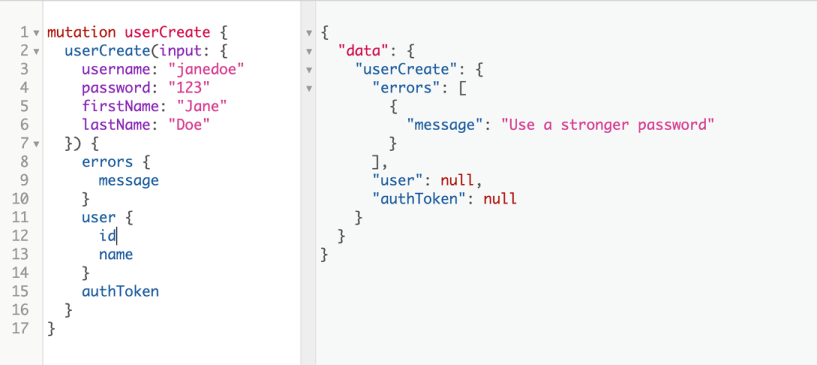 1 mutation userCreate {
2 userCreate(input: {
3 username: "janedoe"
4 password: "123"
5 firstName: "Jane"
6 lastName: "Doe"
7 }) {
8 errors {
9 message
10 }
11 user {
12 id
13 name
14 }
15 authToken
16 }
17 }
{
"data": {
"userCreate": {
"errors": [
{
"message": "Use a stronger password"
}
],
"user": null,
"authToken": null
}
}
}